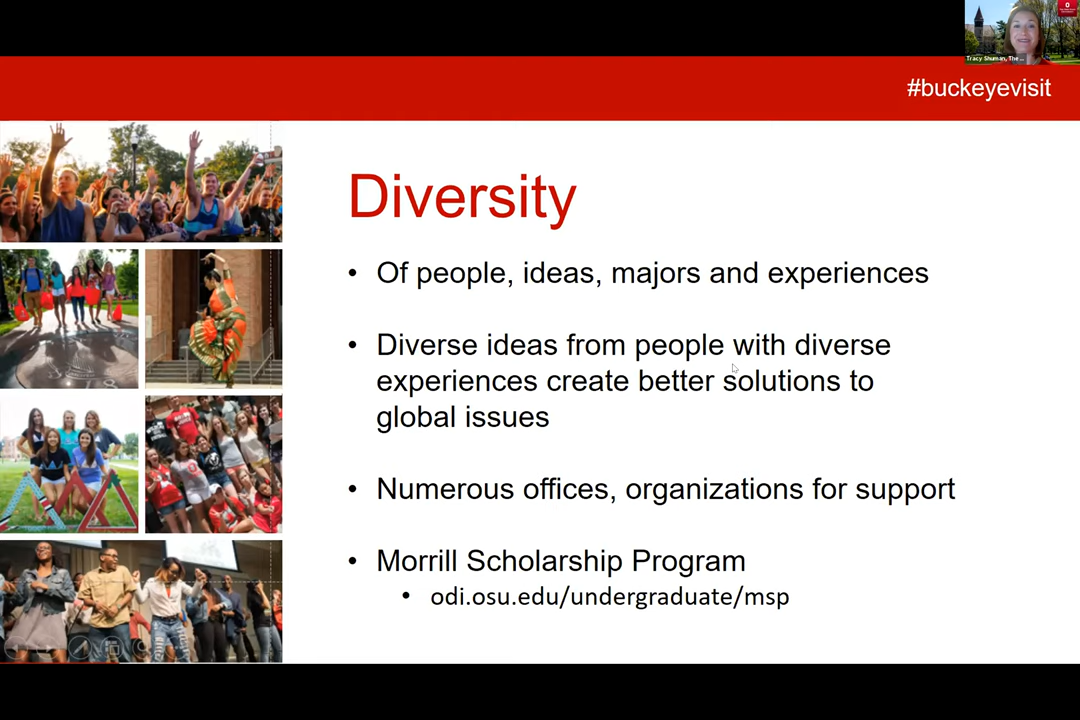 Tracy Shuman, The ...
#buckeyevisit
Diversity
• Of people, ideas, majors and experiences
• Diverse ideas from people with diverse
experiences create better solutions to
global issues
• Numerous offices, organizations for support
• Morrill Scholarship Program
• odi.osu.edu/undergraduate/msp